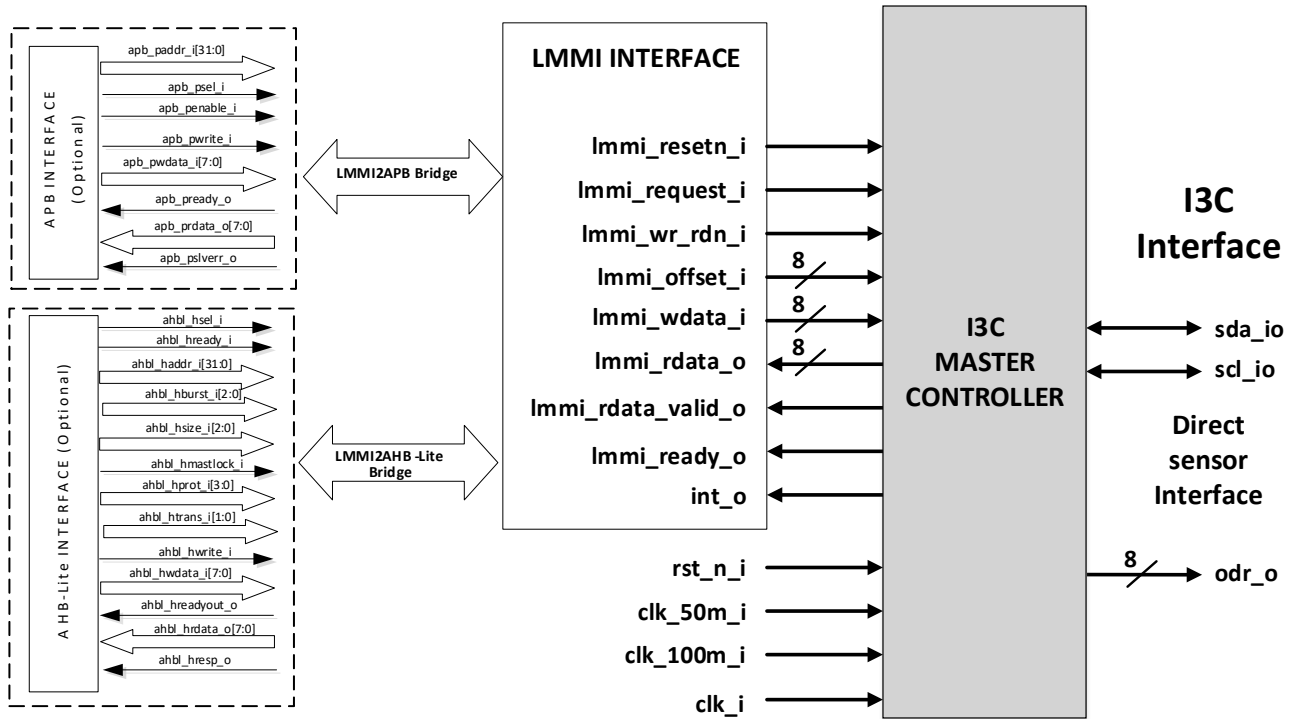 APB INTERFACE
(Optional)
apb_paddr_i[31:0]
apb_psel_i
apb_penable_i
apb_pwrite_i
apb_pwdata_i[7:0]
apb_pready_o
apb_prdata_o[7:0]
apb_pslverr_o
AHB-Lite INTERFACE (Optional)
ahbl_hsel_i
ahbl_hready_i
ahbl_haddr_i[31:0]
ahbl_hburst_i[2:0]
ahbl_hsize_i[2:0]
ahbl_hmastlock_i
ahbl_hprot_i[3:0]
ahbl_htrans_i[1:0]
ahbl_hwrite_i
ahbl_hwdata_i[7:0]
ahbl_hreadyout_o
ahbl_hrdata_o[7:0]
ahbl_hresp_o
LMMI2APB Bridge
LMMI2AHB -Lite
Bridge
LMMI INTERFACE
lmmi_resetn_i
lmmi_request_i
lmmi_wr_rdn_i
lmmi_offset_i
8
lmmi_wdata_i
8
lmmi_rdata_o
8
lmmi_rdata_valid_o
lmmi_ready_o
int_o
rst_n_i
clk_50m_i
clk_100m_i
clk_i
I3C
MASTER
CONTROLLER
I3C
Interface
sda_io
scl_io
Direct
sensor
Interface
8
odr_o